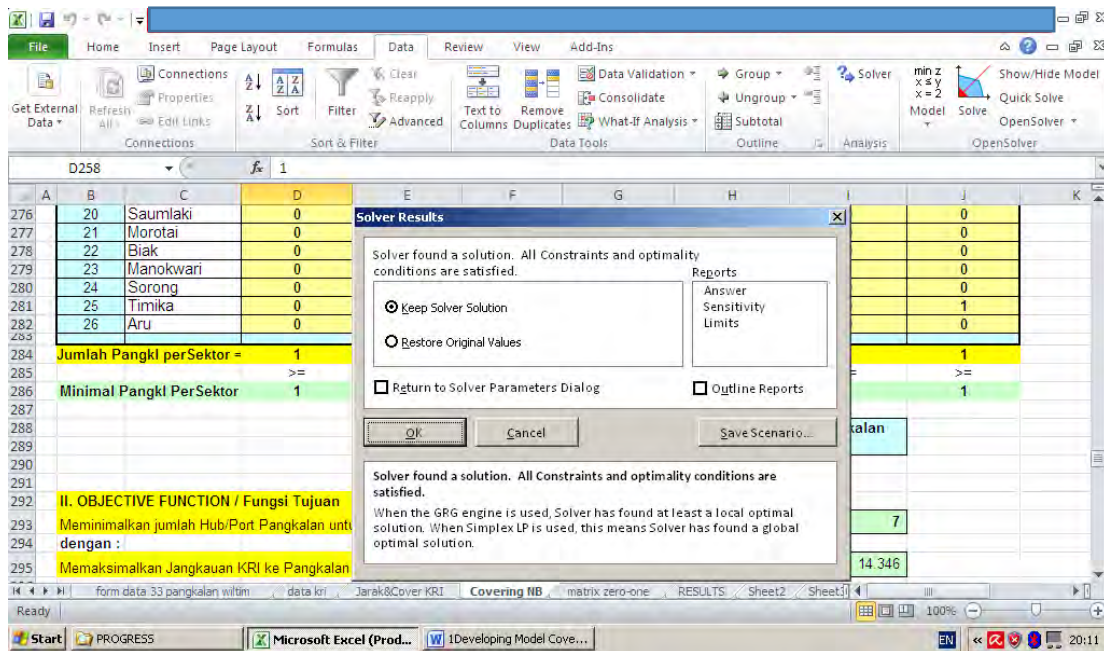 File Home Insert Page Layout Formulas Data Review View Add-Ins
Get External Data
Refresh All
Connections
Properties
Edit Links
Connections
Sort
Filter
Clear
Reapply
Advanced
Sort & Filter
Text to Columns
Remove Duplicates
Data Validation
Consolidate
What-If Analysis
Data Tools
Group
Ungroup
Subtotal
Outline
Solver
Analysis
min z
x ≤ y
x = 2
Model
Solve
Show/Hide Model
Quick Solve
OpenSolver
OpenSolver
D258 fx 1
A B C D E F G H I J K
276 20 Saumlaki 0 0
277 21 Morotai 0 0
278 22 Biak 0 0
279 23 Manokwari 0 0
280 24 Sorong 0 0
281 25 Timika 0 1
282 26 Aru 0 0
283
284 Jumlah Pangkl perSektor = 1 1
285 >= >=
286 Minimal Pangkl PerSektor 1 1
287
288 kalan
289
290
291
292 II. OBJECTIVE FUNCTION / Fungsi Tujuan
293 Meminimalkan jumlah Hub/Port Pangkalan untu 7
294 dengan :
295 Memaksimalkan Jangkauan KRI ke Pangkalan 14.346
Solver Results
Solver found a solution. All Constraints and optimality
conditions are satisfied.
Reports
Keep Solver Solution
Restore Original Values
Answer
Sensitivity
Limits
Return to Solver Parameters Dialog
Outline Reports
OK Cancel Save Scenario...
Solver found a solution. All Constraints and optimality conditions are
satisfied.
When the GRG engine is used, Solver has found at least a local optimal
solution. When Simplex LP is used, this means Solver has found a global
optimal solution.
form data 33 pangkalan wiltim data kri Jarak&Cover KRI Covering NB matrix zero-one RESULTS Sheet2 Sheet3
Ready 100%
Start PROGRESS Microsoft Excel (Prod... 1Developing Model Cove... EN 20:11